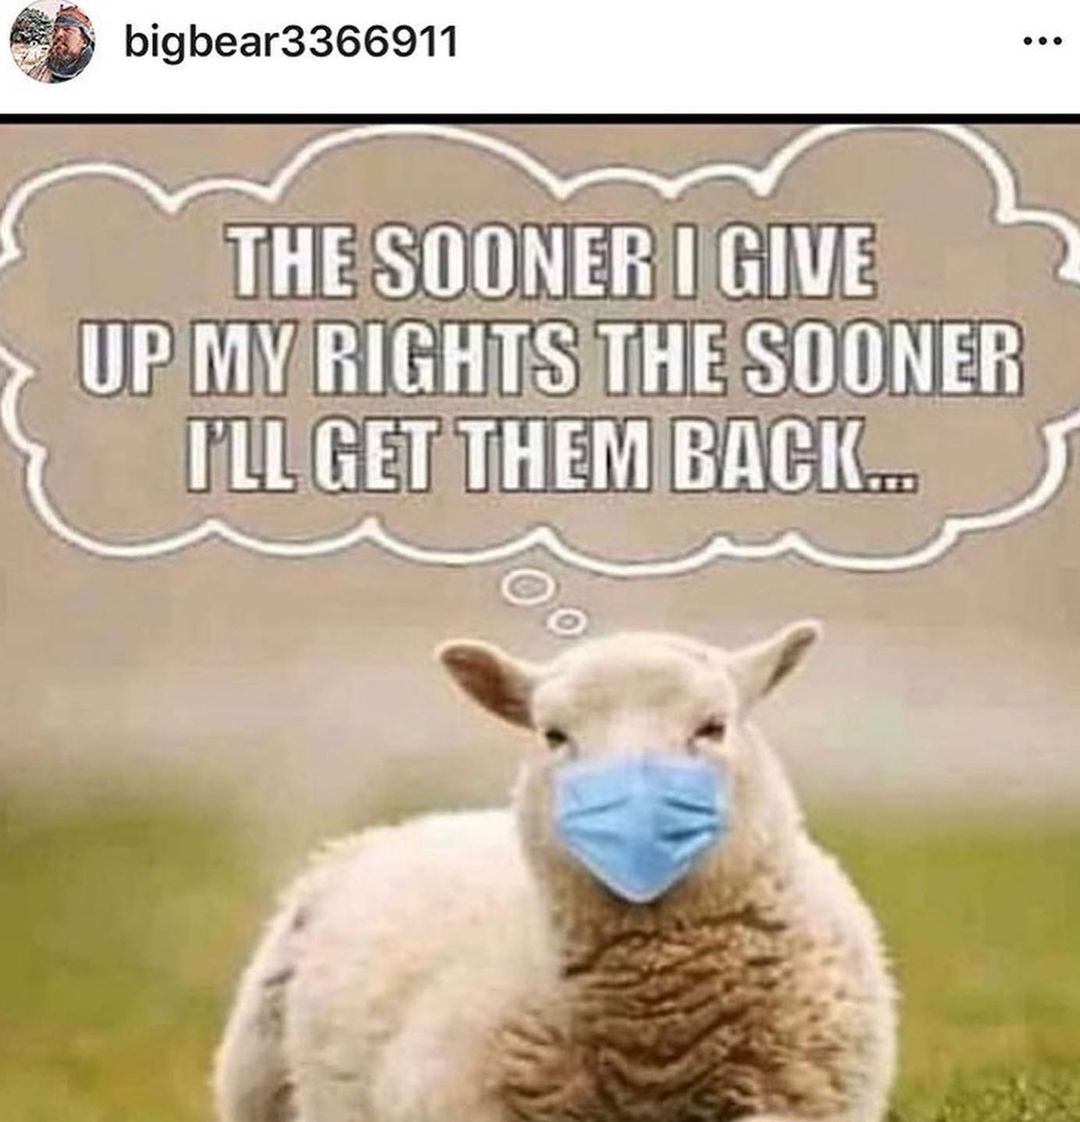 bigbear3366911
THE SOONER I GIVE
UP MY RIGHTS THE SOONER
I'LL GET THEM BACK...